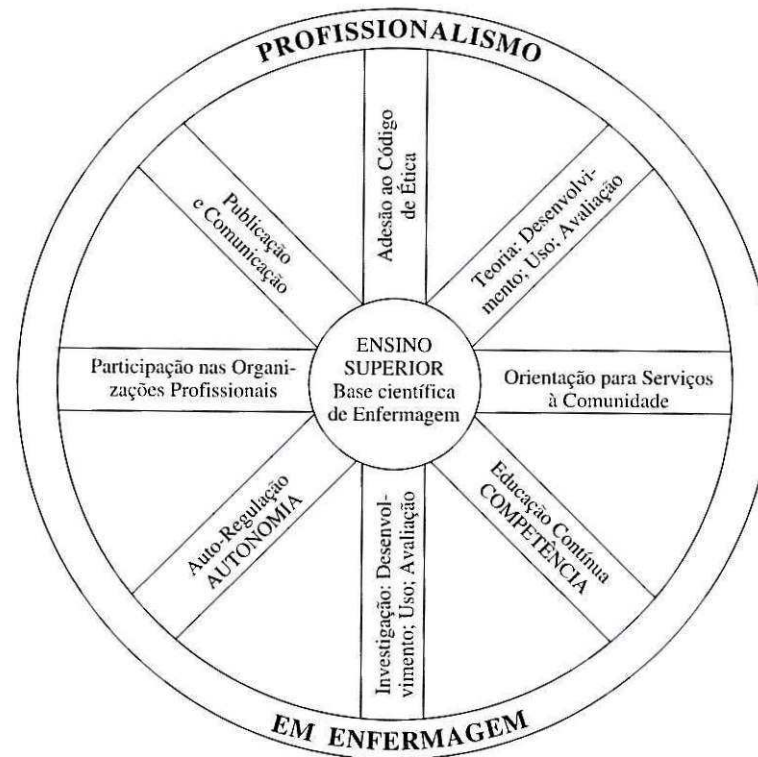 PROFISSIONALISMO
Adesão ao Código
de Ética
Teoria: Desenvolvi-
mento; Uso; Avaliação
Orientação para Serviços
à Comunidade
Educação Contínua
COMPETÊNCIA
Investigação: Desenvol-
vimento; Uso; Avaliação
Auto-Regulação
AUTONOMIA
Participação nas Organi-
zações Profissionais
Publicação
e Comunicação
ENSINO
SUPERIOR
Base científica
de Enfermagem
EM ENFERMAGEM